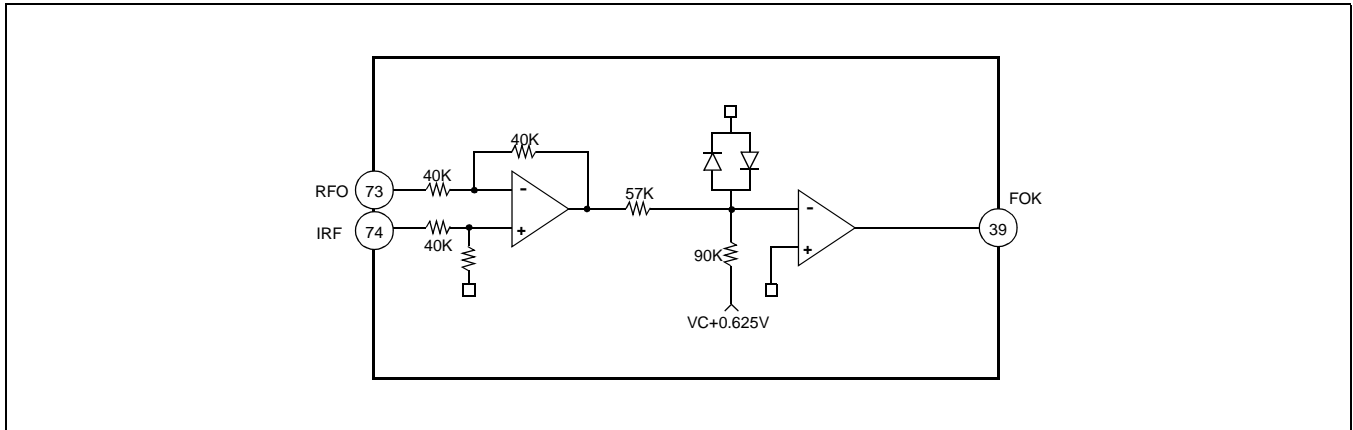 40K
RFO 73 40K - 57K - FOK
IRF 74 40K + 39
90K +
VC+0.625V